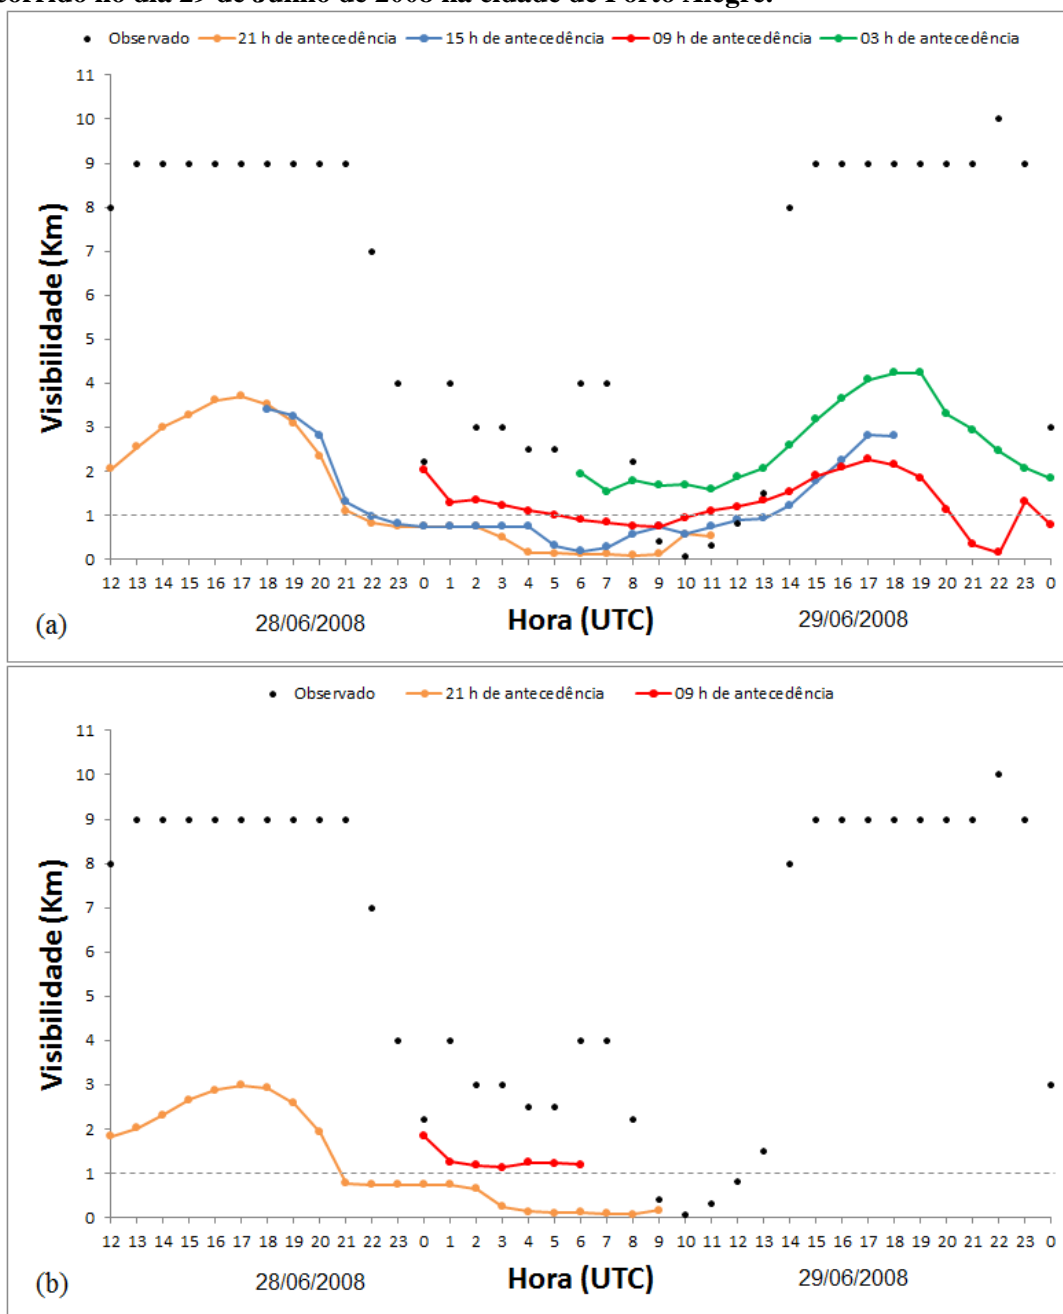 corrido no dia 29 de Junho de 2008 na cidade de Porto Alegre.
Observado 21 h de antecedência 15 h de antecedência 09 h de antecedência 03 h de antecedência
11
10
9
8
7
6
5
4
3
2
1
0
Visibilidade (Km)
12 13 14 15 16 17 18 19 20 21 22 23 0 1 2 3 4 5 6 7 8 9 10 11 12 13 14 15 16 17 18 19 20 21 22 23 0
(a) 28/06/2008 Hora (UTC) 29/06/2008
Observado 21 h de antecedência 09 h de antecedência
11
10
9
8
7
6
5
4
3
2
1
0
Visibilidade (Km)
12 13 14 15 16 17 18 19 20 21 22 23 0 1 2 3 4 5 6 7 8 9 10 11 12 13 14 15 16 17 18 19 20 21 22 23 0
(b) 28/06/2008 Hora (UTC) 29/06/2008